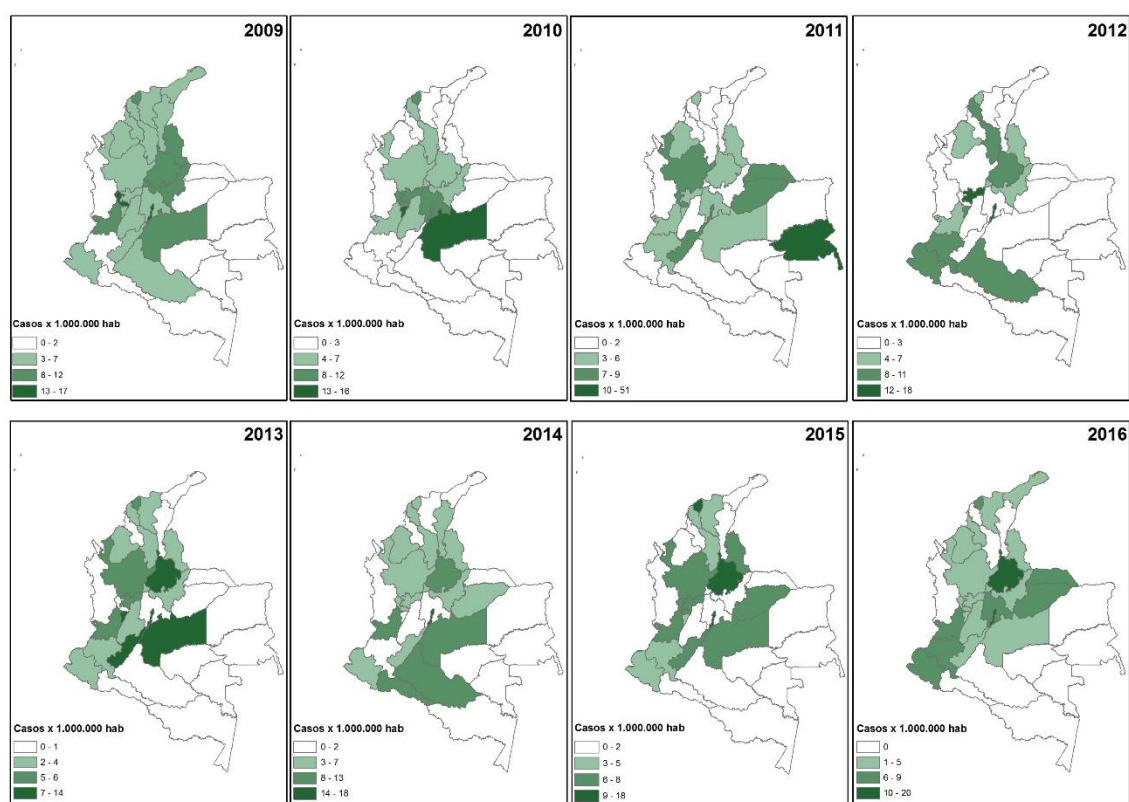 2009
Casos x 1.000.000 hab
0 - 2
3 - 7
8 - 12
13 - 17
2010
Casos x 1.000.000 hab
0 - 3
4 - 7
8 - 12
13 - 16
2011
Casos x 1.000.000 hab
0 - 2
3 - 6
7 - 9
10 - 51
2012
Casos x 1.000.000 hab
0 - 3
4 - 7
8 - 11
12 - 18
2013
Casos x 1.000.000 hab
0 - 1
2 - 4
5 - 6
7 - 14
2014
Casos x 1.000.000 hab
0 - 2
3 - 7
8 - 13
14 - 18
2015
Casos x 1.000.000 hab
0 - 2
3 - 5
6 - 8
9 - 18
2016
Casos x 1.000.000 hab
0
1 - 5
6 - 9
10 - 20